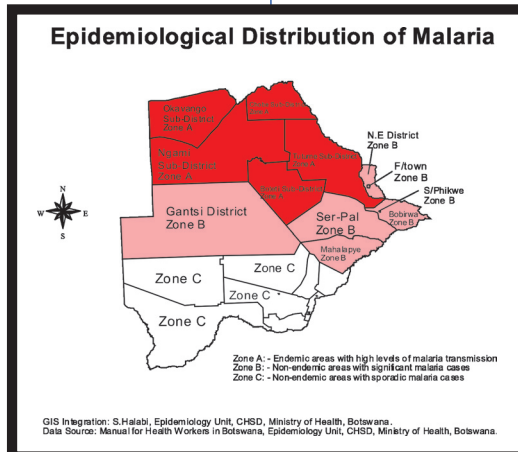 Epidemiological Distribution of Malaria
Okavango
Sub-District
Zone A
Ngami
Sub-District
Zone A
N.E District
Zone B
F/town
Zone B
S/Phikwe
Zone B
Bobirwa
Zone B
Gantsi District
Zone B
Ser-Pal
Zone B
Mahalapye
Zone B
N
W
E
S
Zone C
Zone C
Zone C
Zone A: - Endemic areas with high levels of malaria transmission
Zone B: - Non-endemic areas with significant malaria cases
Zone C: - Non-endemic areas with sporadic malaria cases
GIS Integration: S.Halabi, Epidemiology Unit, CHSD, Ministry of Health, Botswana.
Data Source: Manual for Health Workers in Botswana, Epidemiology Unit, CHSD, Ministry of Health, Botswana.